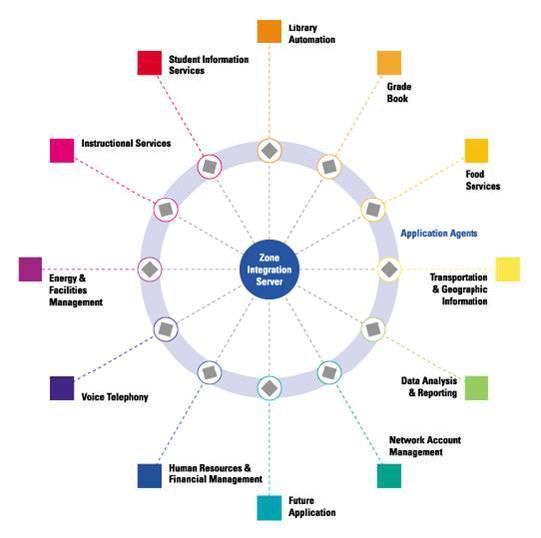 Library
Automation
Student Information
Services
Grade
Book
Instructional Services
Food
Services
Application Agents
Zone
Integration
Server
Energy &
Facilities
Management
Transportation
& Geographic
Information
Voice Telephony
Data Analysis
& Reporting
Network Account
Management
Human Resources &
Financial Management
Future
Application